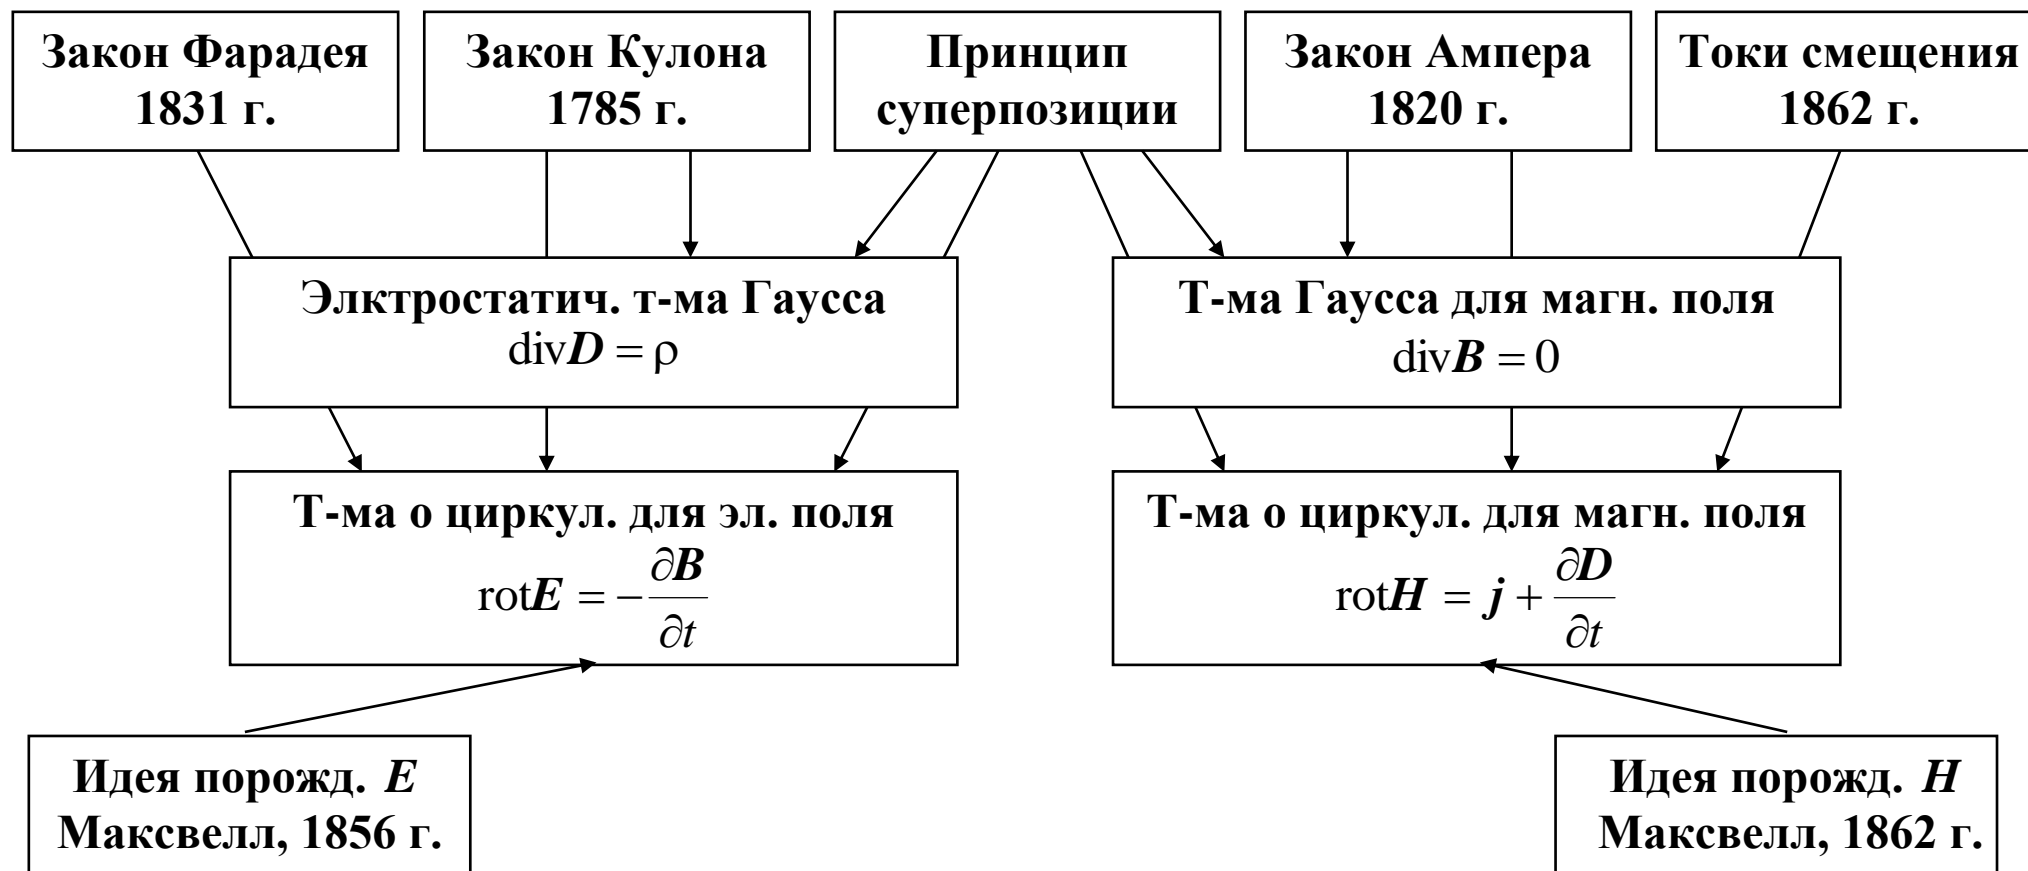 Закон Фарадея
1831 г.
Закон Кулона
1785 г.
Принцип
суперпозиции
Закон Ампера
1820 г.
Токи смещения
1862 г.
Элктростатич. т-ма Гаусса
div𝑫 = ρ
Т-ма Гаусса для магн. поля
div𝑩 = 0
Т-ма о циркул. для эл. поля
rot𝑬 = −∂𝑩/∂t
Т-ма о циркул. для магн. поля
rot𝑯 = 𝒋 + ∂𝑫/∂t
Идея порожд. E
Максвелл, 1856 г.
Идея порожд. H
Максвелл, 1862 г.